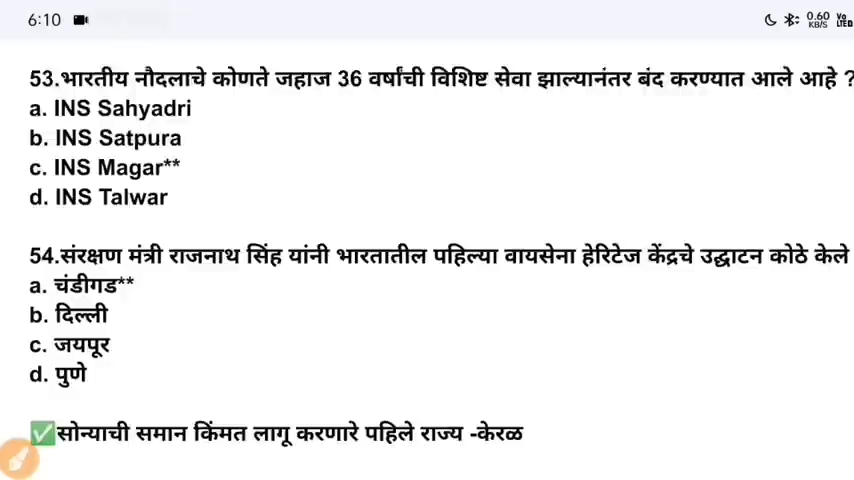 6:10
0.60 KB/S
Vo LTED
53.भारतीय नौदलाचे कोणते जहाज 36 वर्षांची विशिष्ट सेवा झाल्यानंतर बंद करण्यात आले आहे ?
a. INS Sahyadri
b. INS Satpura
c. INS Magar**
d. INS Talwar
54.संरक्षण मंत्री राजनाथ सिंह यांनी भारतातील पहिल्या वायसेना हेरिटेज केंद्रचे उद्घाटन कोठे केले
a. चंडीगड**
b. दिल्ली
c. जयपूर
d. पुणे
✅सोन्याची समान किंमत लागू करणारे पहिले राज्य -केरळ